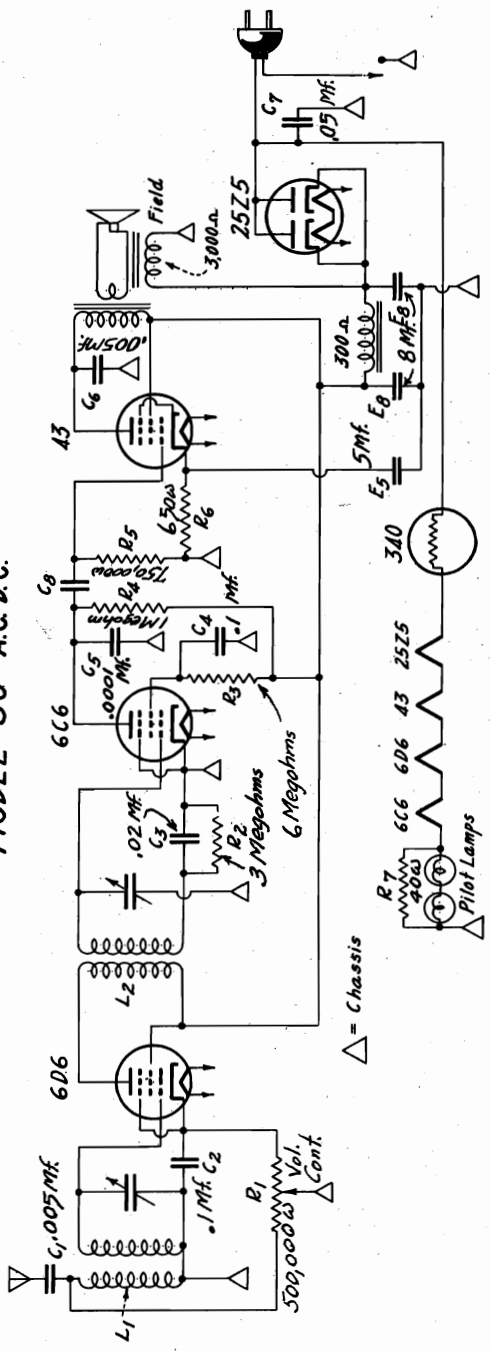 MODEL A.C. D.C.
C1 .005Mf.
L1
6D6
.1 Mf. C2
R1
500,000ω
Vol.
Cont.
L2
6C6
.02 Mf.
C3
R2
3 Megohms
C5
.0001
Mf.
C4
.1
Mf.
R3
6 Megohms
C8
R4
1 Megohm
R5
750,000ω
650ω
R6
43
C6
.005Mf.
Field
3,000Ω
25Z5
C7
.05 Mf.
300Ω
E8
8 Mf.
E8
5 Mf.
E5
340
25Z5
43
6D6
6C6
R7
40ω
Pilot Lamps
= Chassis